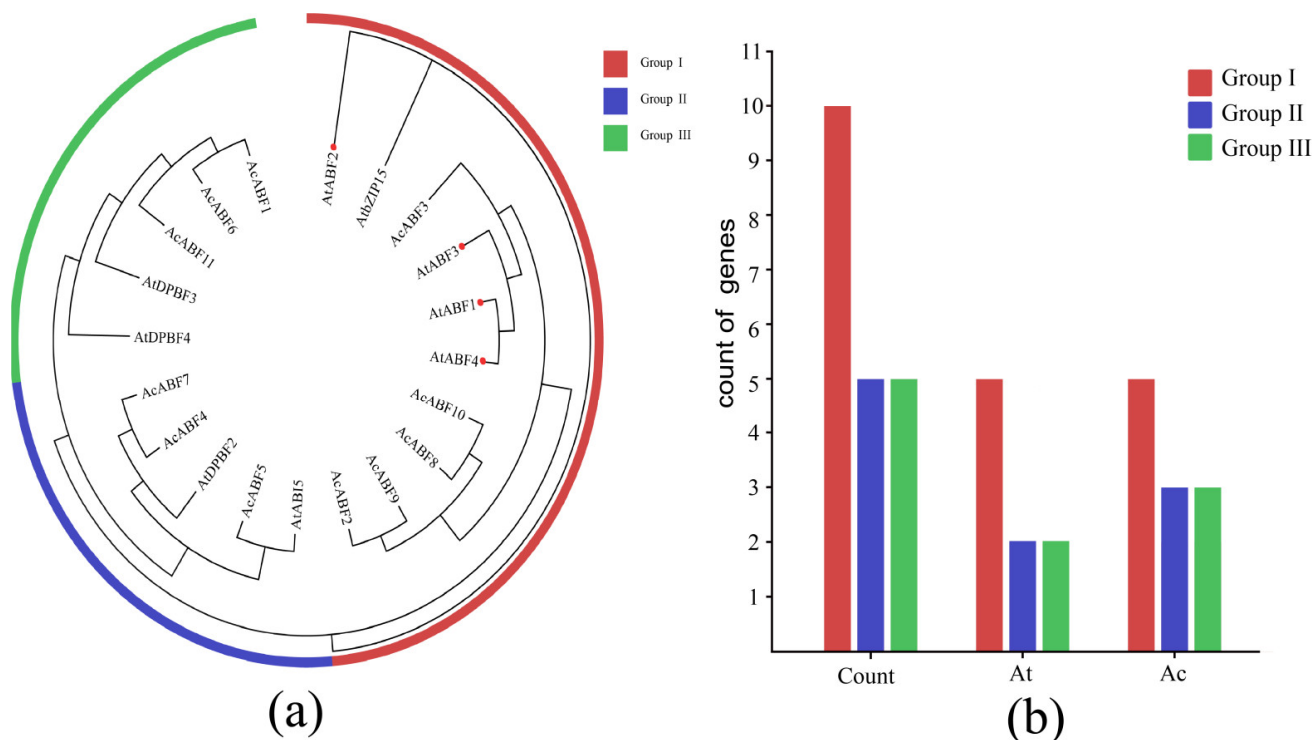 Group I
Group II
Group III
AtABF2
AtbZIP15
AcABF3
AtABF3
AtABF1
AtABF4
AcABF10
AcABF8
AcABF9
AcABF2
AtABI5
AcABF5
AtDPBF2
AcABF4
AcABF7
AtDPBF4
AtDPBF3
AcABF11
AcABF6
AcABF1
(a)
count of genes
11
10
9
8
7
6
5
4
3
2
1
Count
At
Ac
Group I
Group II
Group III
(b)